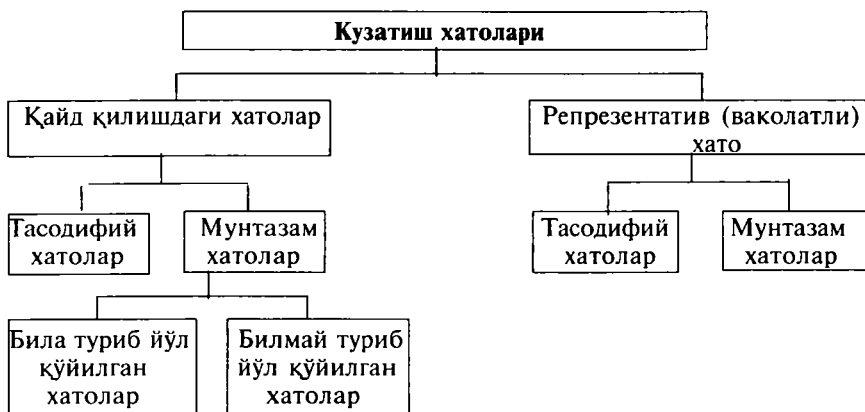 Кузатиш хатолари
Қайд қилишдаги хатолар
Репрезентатив (ваколатли)
хато
Тасодифий
хатолар
Мунтазам
хатолар
Тасодифий
хатолар
Мунтазам
хатолар
Била туриб йўл
қўйилган
хатолар
Билмай туриб
йўл қўйилган
хатолар